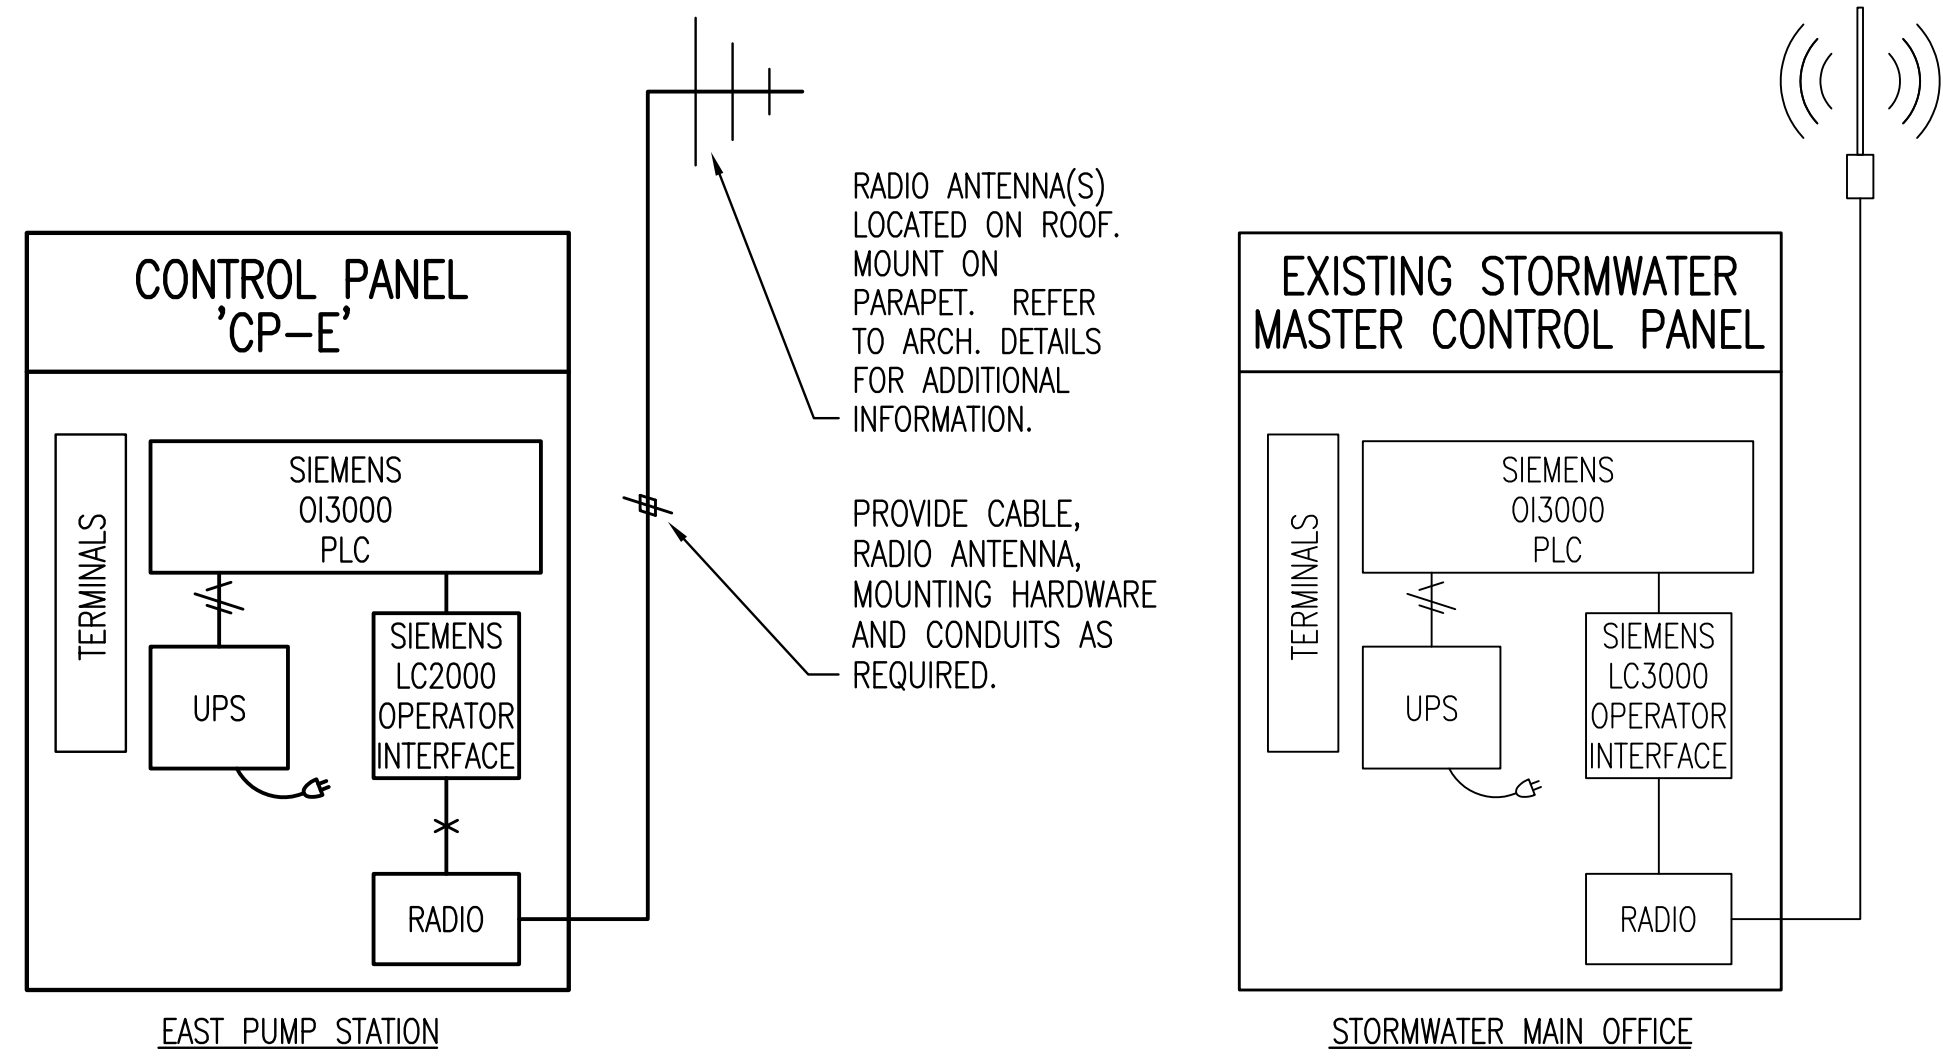 CONTROL PANEL
'CP-E'
TERMINALS
SIEMENS
OI3000
PLC
UPS
SIEMENS
LC2000
OPERATOR
INTERFACE
RADIO
EAST PUMP STATION
RADIO ANTENNA(S)
LOCATED ON ROOF.
MOUNT ON
PARAPET. REFER
TO ARCH. DETAILS
FOR ADDITIONAL
INFORMATION.
PROVIDE CABLE,
RADIO ANTENNA,
MOUNTING HARDWARE
AND CONDUITS AS
REQUIRED.
EXISTING STORMWATER
MASTER CONTROL PANEL
TERMINALS
SIEMENS
OI3000
PLC
UPS
SIEMENS
LC3000
OPERATOR
INTERFACE
RADIO
STORMWATER MAIN OFFICE